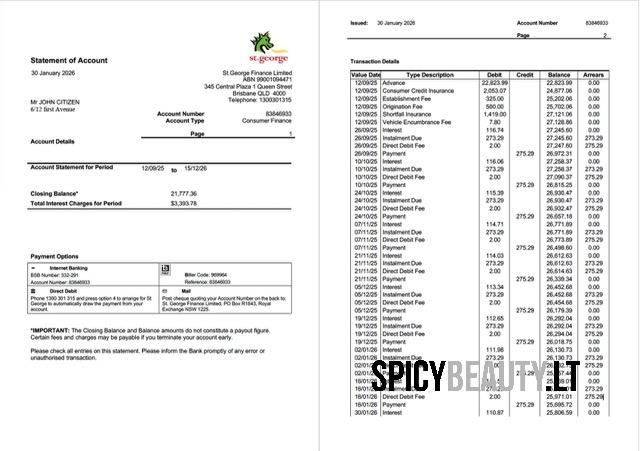 st.george
Statement of Account
30 January 2026
St.George Finance Limited
ABN 99001094471
345 Central Plaza 1 Queen Street
Brisbane QLD 4000
Telephone: 1300301315
Mr JOHN CITIZEN
6/12 first Avenue
Account Number 83846933
Account Type Consumer Finance
Page 1
Account Details
Account Statement for Period 12/09/25 to 15/12/26
Closing Balance* 21,777.36
Total Interest Charges for Period $3,393.78
Payment Options
Internet Banking
BSB Number: 332-291
Account Number: 83846933
Biller Code: 969964
Reference: 83846933
Direct Debit
Phone 1300 301 315 and press option 4 to arrange for St
George to automatically draw the payment from your
account.
Mail
Post cheque quoting your Account Number on the back to:
St. George Finance Limited, PO Box R1843, Royal
Exchange NSW 1225.
*IMPORTANT: The Closing Balance and Balance amounts do not constitute a payout figure.
Certain fees and charges may be payable if you terminate your account early.
Please check all entries on this statement. Please inform the Bank promptly of any error or
unauthorised transaction.
Issued: 30 January 2026 Account Number 83846933
Page 2
Transaction Details
Value Date Type Description Debit Credit Balance Arrears
12/09/25 Advance 22,823.99 22,823.99 0.00
12/09/25 Consumer Credit Insurance 2,053.07 24,877.06 0.00
12/09/25 Establishment Fee 325.00 25,202.06 0.00
12/09/25 Origination Fee 500.00 25,702.06 0.00
12/09/25 Shortfall Insurance 1,419.00 27,121.06 0.00
12/09/25 Vehicle Encumbrance Fee 7.80 27,128.86 0.00
26/09/25 Interest 116.74 27,245.60 0.00
26/09/25 Instalment Due 273.29 27,245.60 273.29
26/09/25 Direct Debit Fee 2.00 27,247.60 275.29
26/09/25 Payment 275.29 26,972.31 0.00
10/10/25 Interest 116.06 27,258.37 0.00
10/10/25 Instalment Due 273.29 27,258.37 273.29
10/10/25 Direct Debit Fee 2.00 27,090.37 275.29
10/10/25 Payment 275.29 26,815.25 0.00
24/10/25 Interest 115.39 26,930.47 0.00
24/10/25 Instalment Due 273.29 26,930.47 273.29
24/10/25 Direct Debit Fee 2.00 26,932.47 275.29
24/10/25 Payment 275.29 26,657.18 0.00
07/11/25 Interest 114.71 26,771.89 0.00
07/11/25 Instalment Due 273.29 26,771.89 273.29
07/11/25 Direct Debit Fee 2.00 26,773.89 275.29
07/11/25 Payment 275.29 26,498.60 0.00
21/11/25 Interest 114.03 26,612.63 0.00
21/11/25 Instalment Due 273.29 26,612.63 273.29
21/11/25 Direct Debit Fee 2.00 26,614.63 275.29
21/11/25 Payment 275.29 26,339.34 0.00
05/12/25 Interest 113.34 26,452.68 0.00
05/12/25 Instalment Due 273.29 26,452.68 273.29
05/12/25 Direct Debit Fee 2.00 26,454.68 275.29
05/12/25 Payment 275.29 26,179.39 0.00
19/12/25 Interest 112.65 26,292.04 0.00
19/12/25 Instalment Due 273.29 26,292.04 273.29
19/12/25 Direct Debit Fee 2.00 26,294.04 275.29
19/12/25 Payment 275.29 26,018.75 0.00
02/01/26 Interest 111.98 26,130.73 0.00
02/01/26 Instalment Due 273.29 26,130.73 273.29
275.29
0.00
16/01/26 0.00
16/01/26 273.29
SPICYBEAUTY.LT
16/01/26 Direct Debit Fee 2.00 25,971.01 275.29
16/01/26 Payment 275.29 25,695.72 0.00
30/01/26 Interest 110.87 25,806.59 0.00